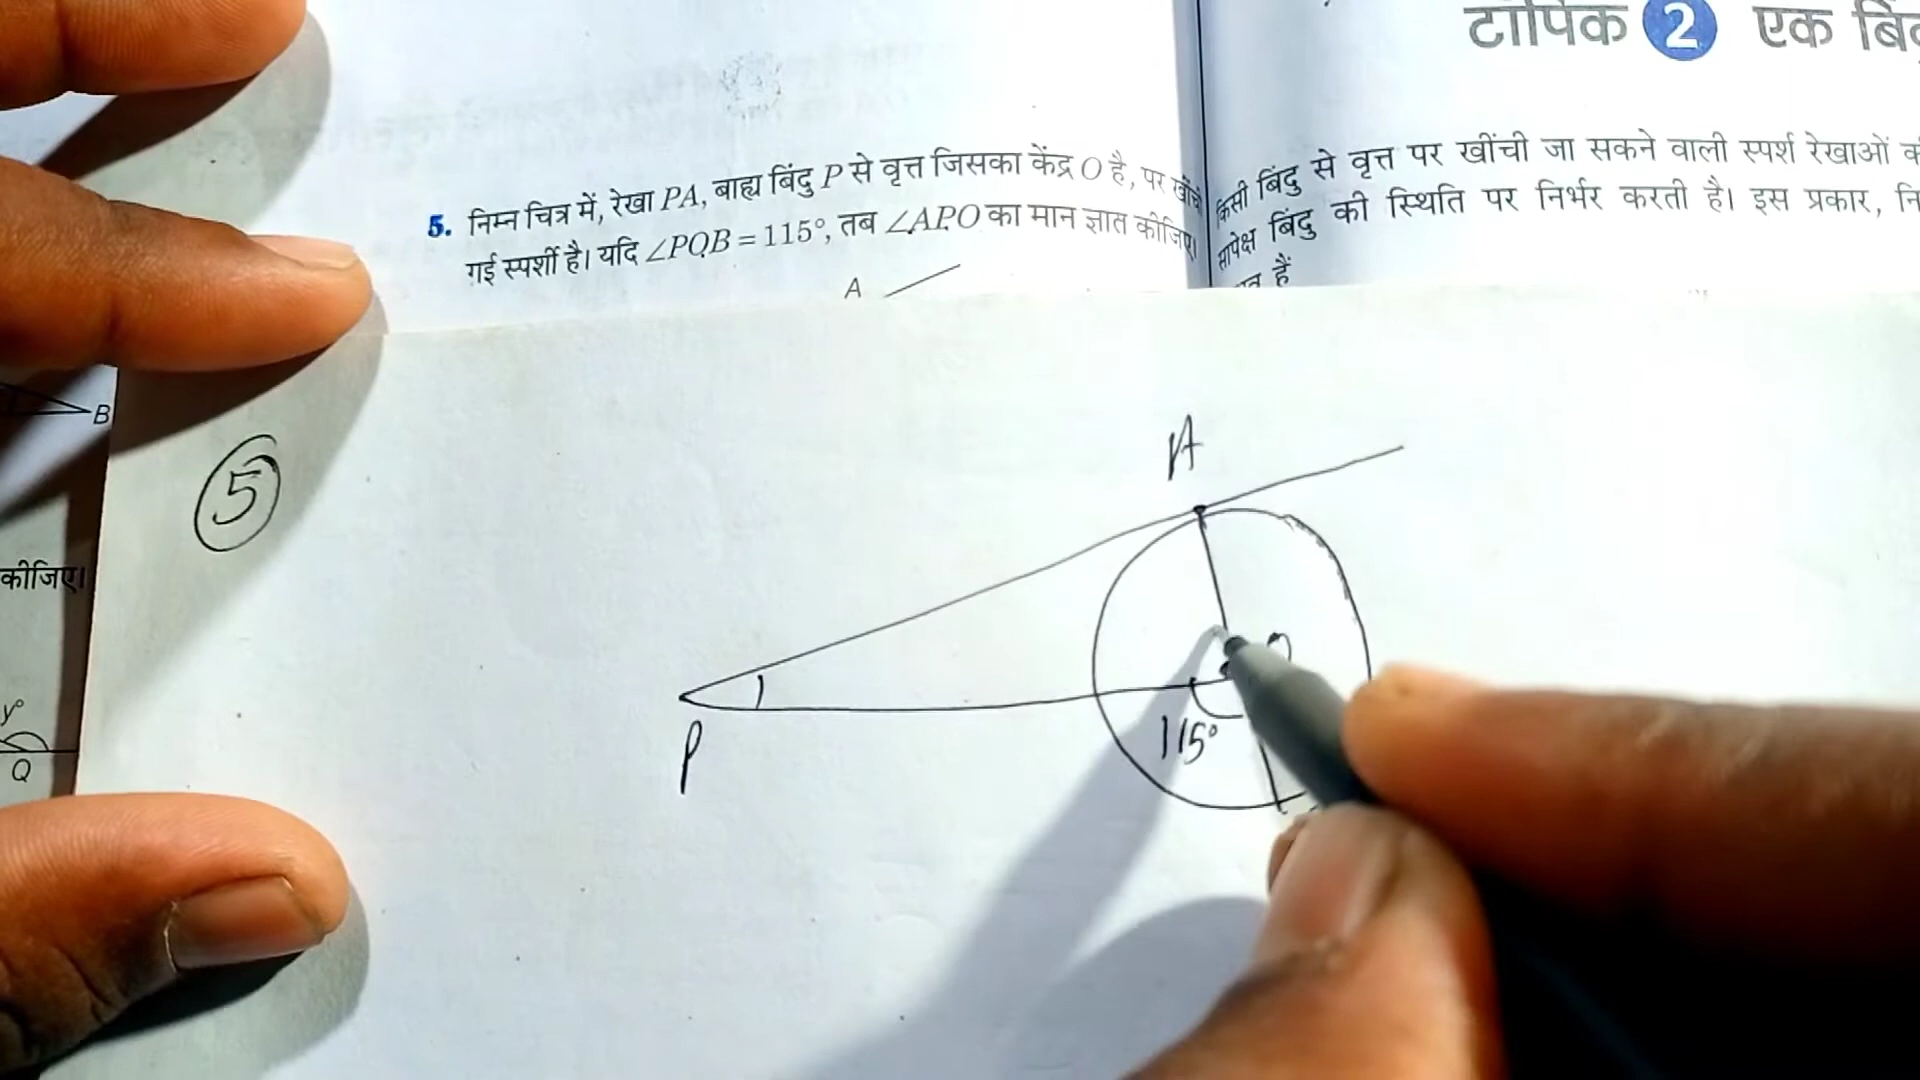 टॉपिक 2 एक
5. निम्न चित्र में, रेखा PA, बाह्य बिंदु P से वृत्त जिसका केंद्र O है, पर खींची
गई स्पर्शी है। यदि ∠POB = 115°, तब ∠APO का मान ज्ञात कीजिए।
A
किसी बिंदु से वृत्त पर खींची जा सकने वाली स्पर्श रेखाओं
सापेक्ष बिंदु की स्थिति पर निर्भर करती है। इस प्रकार,
हैं
B
कीजिए।
y°
Q
5
A
P
115°